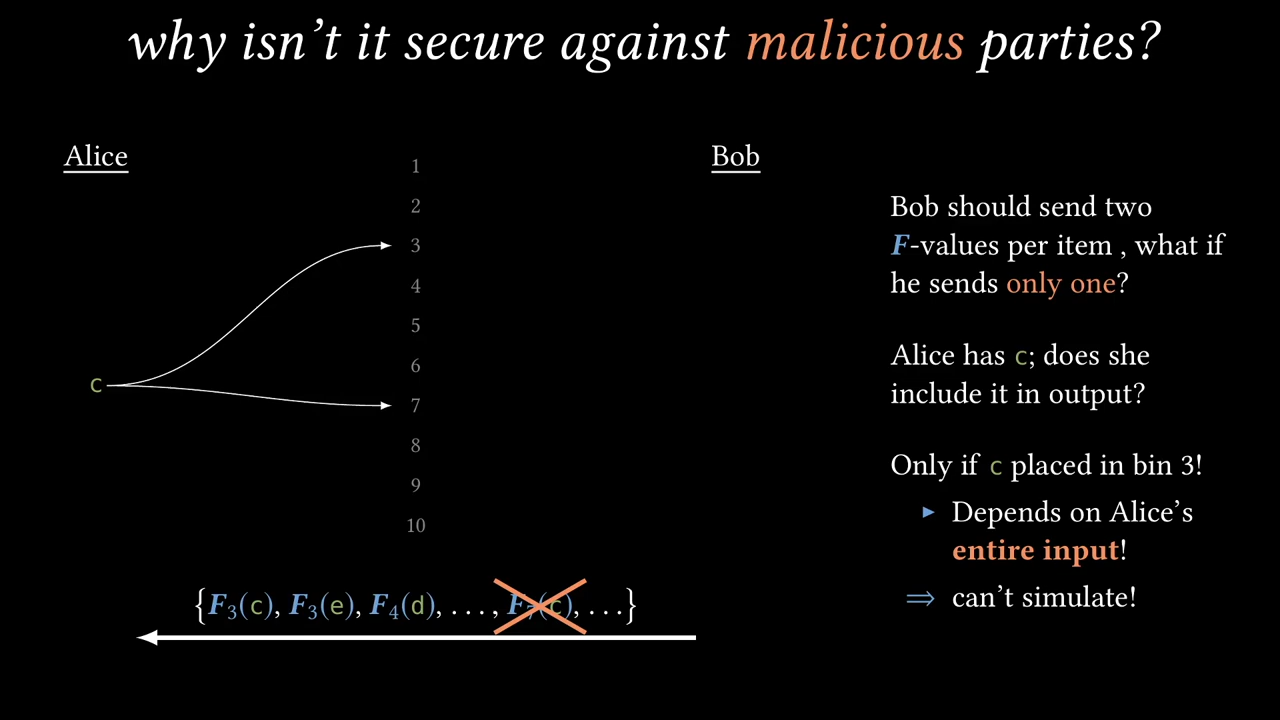 why isn't it secure against malicious parties?
Alice
Bob
1
2
3
4
5
6
7
8
9
10
c
Bob should send two
F-values per item , what if
he sends only one?
Alice has c; does she
include it in output?
Only if c placed in bin 3!
▸ Depends on Alice's
entire input!
⟹ can't simulate!
{F₃(c), F₃(e), F₄(d), . . . , F₇(c), . . .}